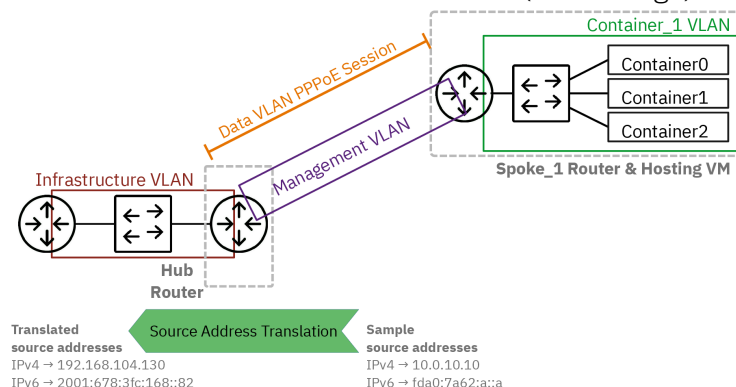 Container_1 VLAN
Data VLAN PPPoE Session
Container0
Container1
Container2
Management VLAN
Spoke_1 Router & Hosting VM
Infrastructure VLAN
Hub
Router
Source Address Translation
Translated
source addresses
IPv4 → 192.168.104.130
IPv6 → 2001:678:3fc:168::82
Sample
source addresses
IPv4 → 10.0.10.10
IPv6 → fda0:7a62:a::a